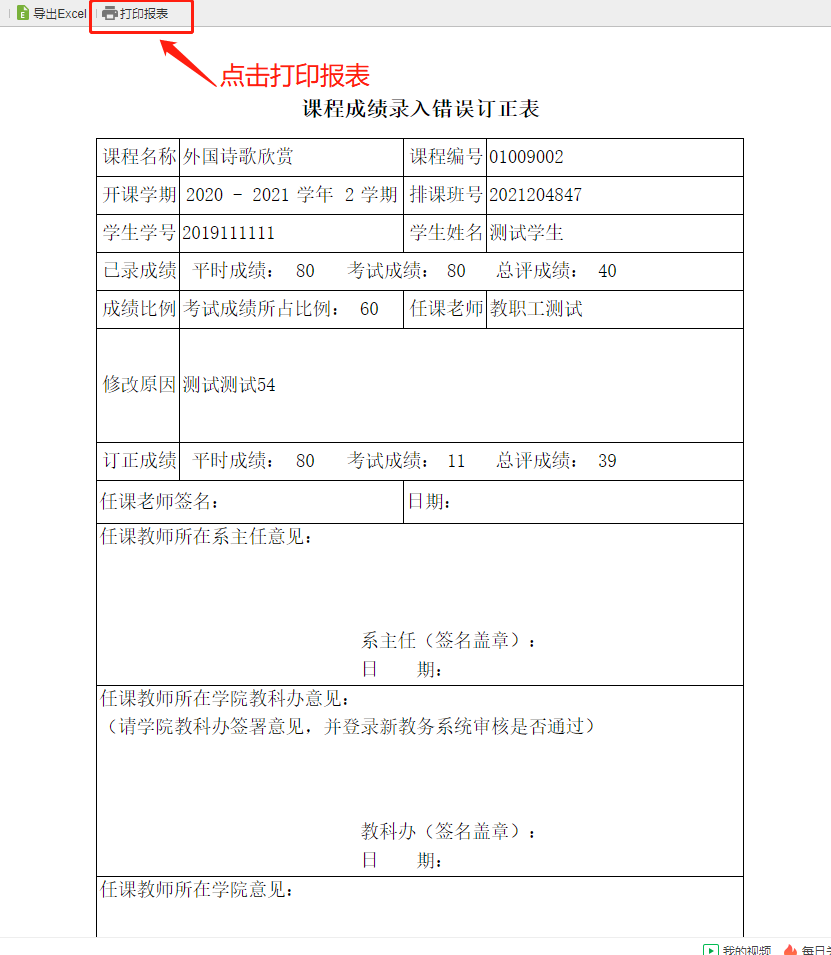 导出Excel 打印报表
点击打印报表
课程成绩录入错误订正表
课程名称 外国诗歌欣赏 课程编号 01009002
开课学期 2020 - 2021 学年 2 学期 排课班号 2021204847
学生学号 2019111111 学生姓名 测试学生
已录成绩 平时成绩： 80 考试成绩： 80 总评成绩： 40
成绩比例 考试成绩所占比例： 60 任课老师 教职工测试
修改原因 测试测试54
订正成绩 平时成绩： 80 考试成绩： 11 总评成绩： 39
任课老师签名： 日期：
任课教师所在系主任意见：
系主任（签名盖章）：
日 期：
任课教师所在学院教科办意见：
（请学院教科办签署意见，并登录新教务系统审核是否通过）
教科办（签名盖章）：
日 期：
任课教师所在学院意见：
我的视频 每日